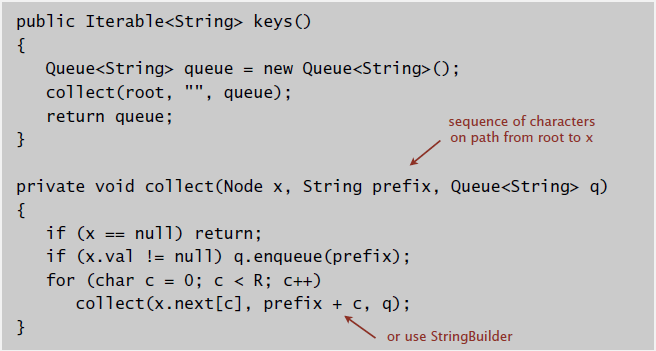 public Iterable<String> keys()
{
Queue<String> queue = new Queue<String>();
collect(root, "", queue);
return queue;
}
sequence of characters
on path from root to x
private void collect(Node x, String prefix, Queue<String> q)
{
if (x == null) return;
if (x.val != null) q.enqueue(prefix);
for (char c = 0; c < R; c++)
collect(x.next[c], prefix + c, q);
}
or use StringBuilder